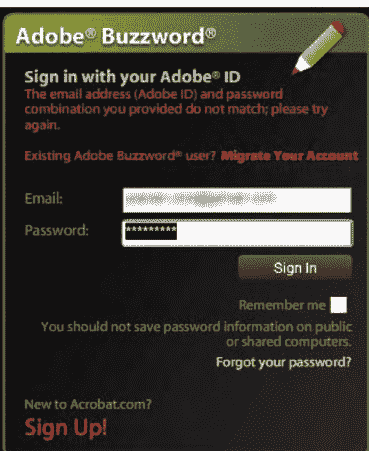 Adobe® Buzzword®
Sign in with your Adobe® ID
The email address (Adobe ID) and password
combination you provided do not match; please try
again.
Existing Adobe Buzzword® user? Migrate Your Account
Email:
Password: *********
Sign In
Remember me
You should not save password information on public
or shared computers.
Forgot your password?
New to Acrobat.com?
Sign Up!